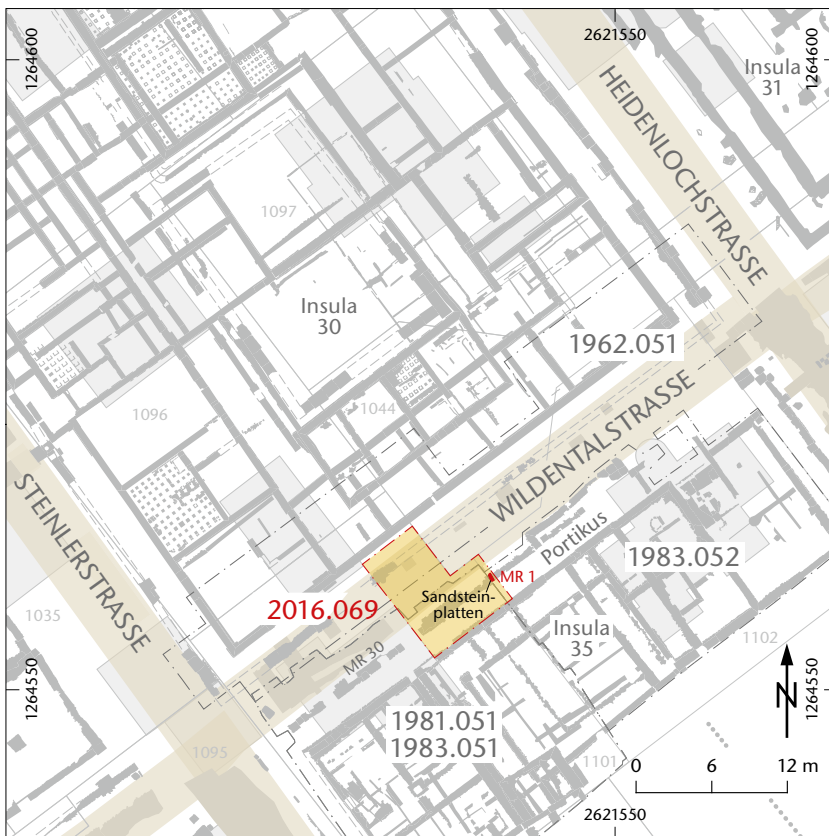 2621550
1264600
1264600
HEIDENLOCHSTRASSE
Insula
31
1097
Insula
30
1962.051
1044
1096
WILDENTALSTRASSE
STEINLERSTRASSE
Portikus
1983.052
MR 1
Sandstein-
platten
2016.069
1035
Insula
35
1102
MR 30
1264550
1264550
N
1981.051
1983.051
1095
1101
0 6 12 m
2621550